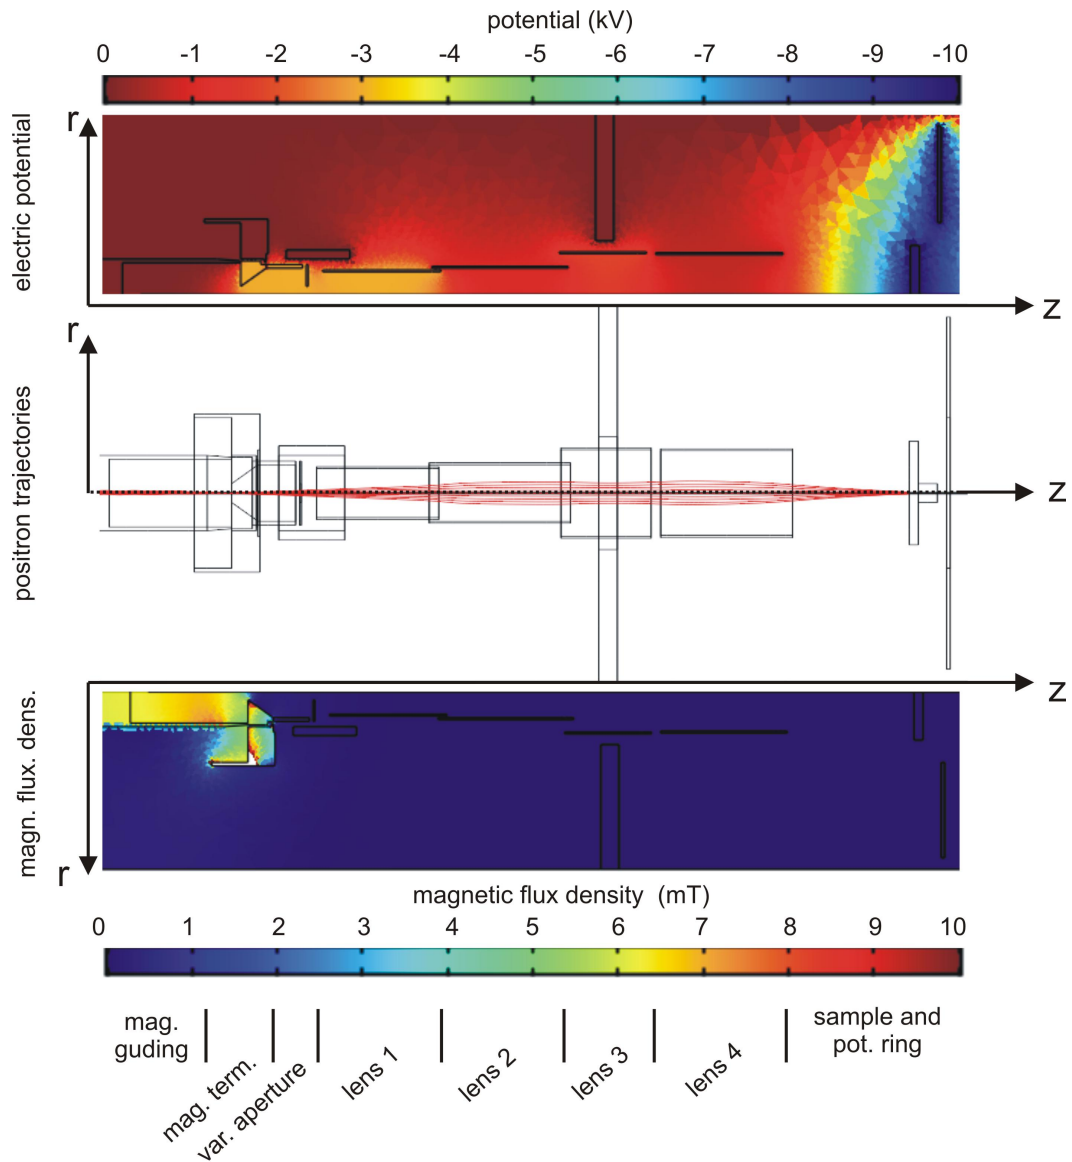 potential (kV)
0 -1 -2 -3 -4 -5 -6 -7 -8 -9 -10
r
electric potential
z
r
positron trajectories
z
z
magn. flux. dens.
r
magnetic flux density (mT)
0 1 2 3 4 5 6 7 8 9 10
mag.
guding
mag. term.
var. aperture
lens 1
lens 2
lens 3
lens 4
sample and
pot. ring